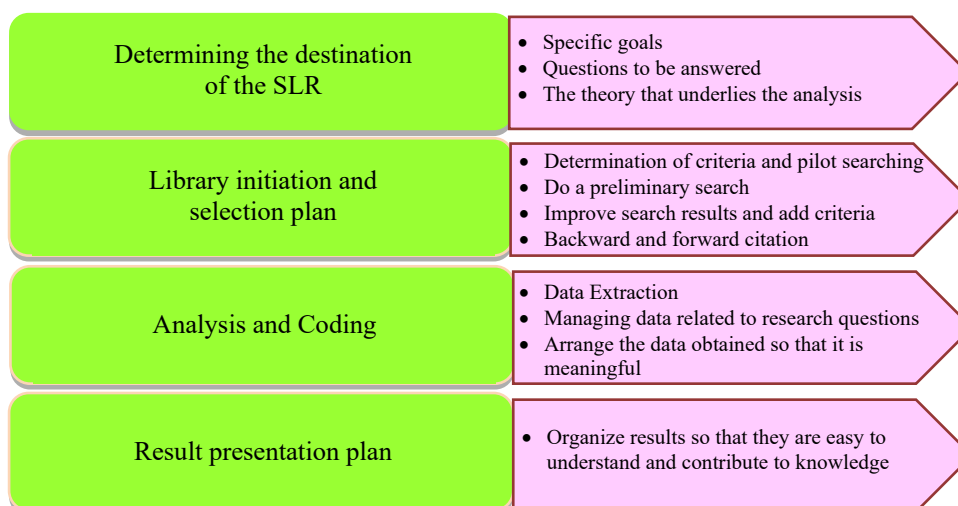 Determining the destination
of the SLR
• Specific goals
• Questions to be answered
• The theory that underlies the analysis
Library initiation and
selection plan
• Determination of criteria and pilot searching
• Do a preliminary search
• Improve search results and add criteria
• Backward and forward citation
Analysis and Coding
• Data Extraction
• Managing data related to research questions
• Arrange the data obtained so that it is
meaningful
Result presentation plan
• Organize results so that they are easy to
understand and contribute to knowledge